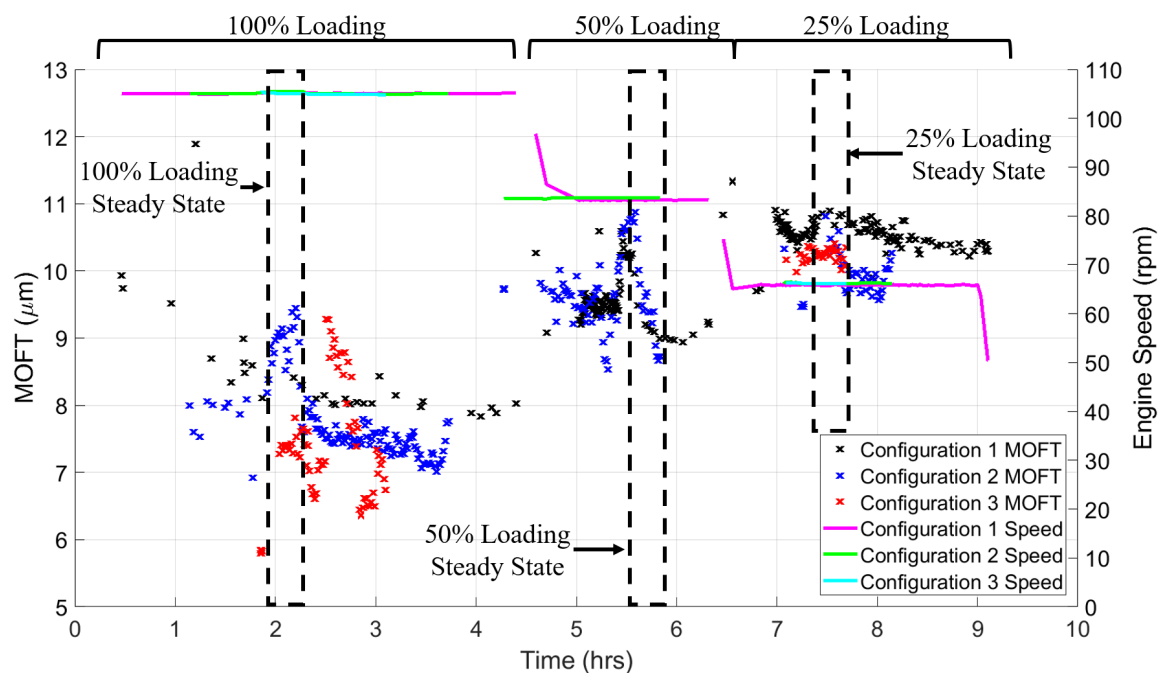 100% Loading
50% Loading
25% Loading
13
12
11
10
9
8
7
6
5
MOFT (μm)
110
100
90
80
70
60
50
40
30
20
10
0
Engine Speed (rpm)
100% Loading
Steady State
25% Loading
Steady State
50% Loading
Steady State
Configuration 1 MOFT
Configuration 2 MOFT
Configuration 3 MOFT
Configuration 1 Speed
Configuration 2 Speed
Configuration 3 Speed
0 1 2 3 4 5 6 7 8 9 10
Time (hrs)